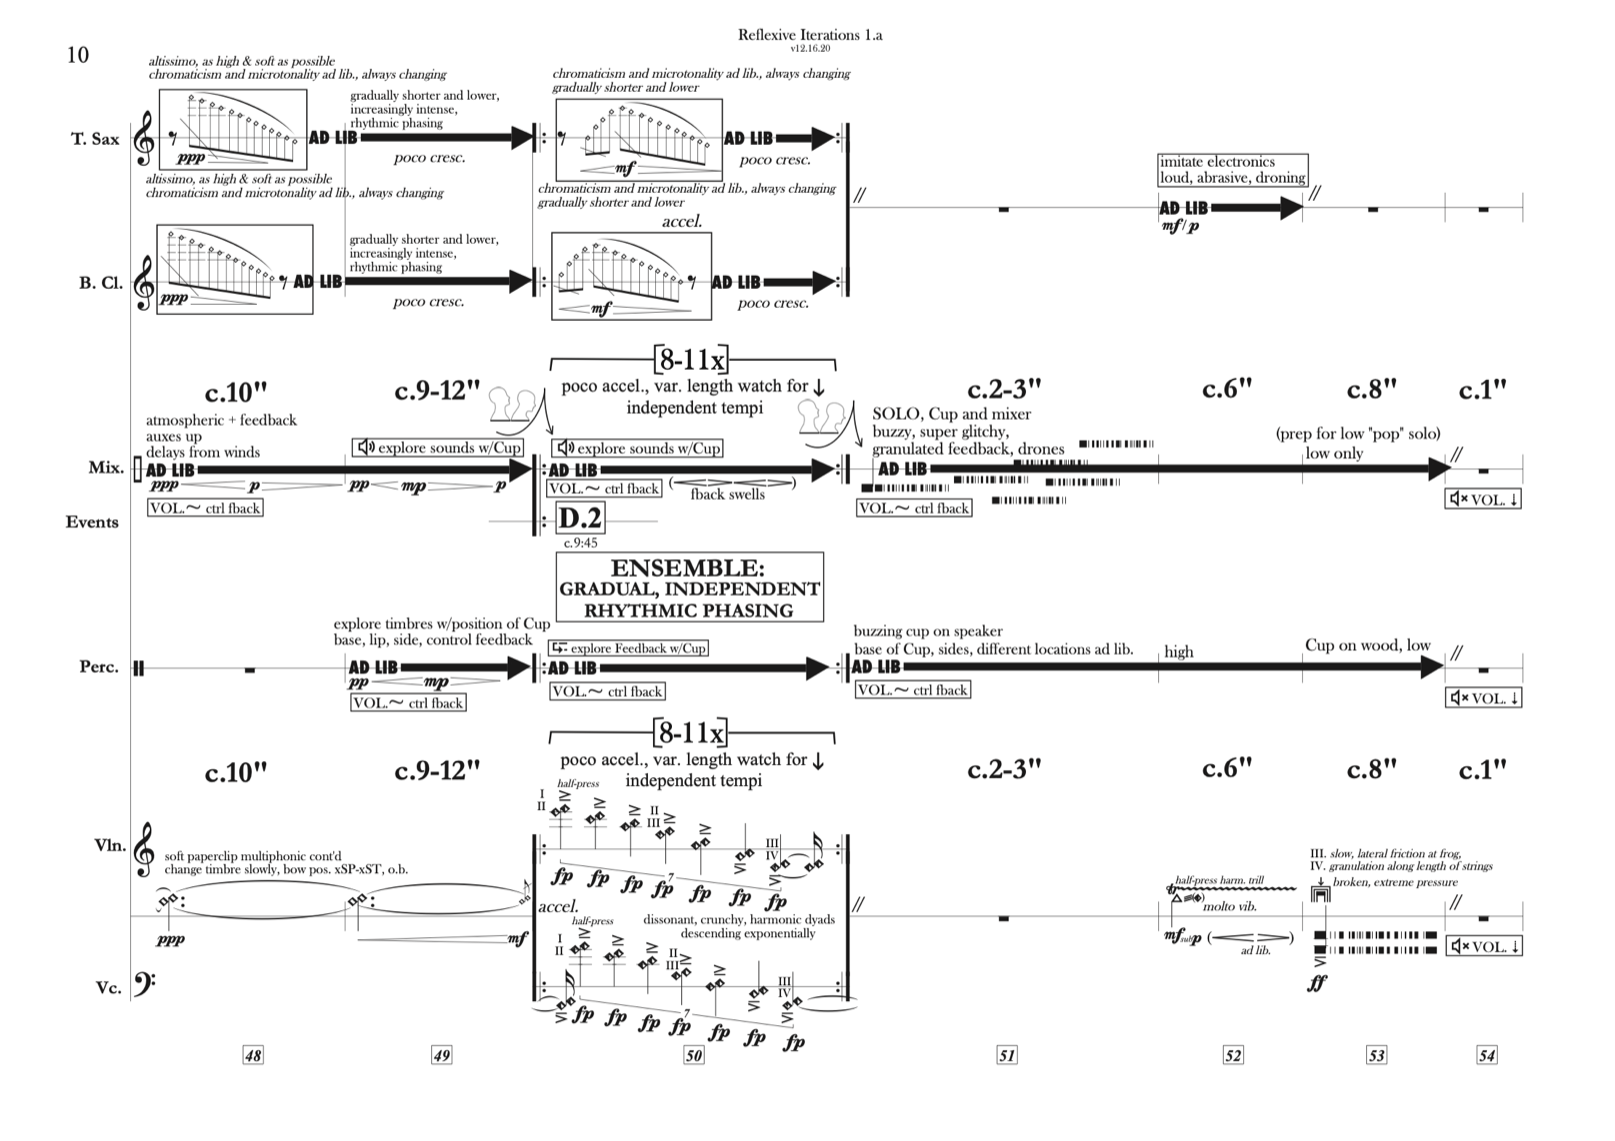 Reflexive Iterations 1.a
v12.16.20
10
altissimo, as high & soft as possible
chromaticism and microtonality ad lib., always changing
gradually shorter and lower,
increasingly intense,
rhythmic phasing
chromaticism and microtonality ad lib., always changing
gradually shorter and lower
T. Sax
ppp
AD LIB
poco cresc.
mf
AD LIB
poco cresc.
altissimo, as high & soft as possible
chromaticism and microtonality ad lib., always changing
chromaticism and microtonality ad lib., always changing
gradually shorter and lower
accel.
imitate electronics
loud, abrasive, droning
AD LIB
mf/p
gradually shorter and lower,
increasingly intense,
rhythmic phasing
B. Cl.
ppp
AD LIB
poco cresc.
mf
AD LIB
poco cresc.
[8-11x]
c.10"
c.9-12"
poco accel., var. length watch for ↓
independent tempi
c.2-3"
c.6"
c.8"
c.1"
atmospheric + feedback
auxes up
delays from winds
explore sounds w/Cup
explore sounds w/Cup
SOLO, Cup and mixer
buzzy, super glitchy,
granulated feedback, drones
(prep for low "pop" solo)
low only
Mix.
AD LIB
AD LIB
AD LIB
ppp
p
pp
mp
p
VOL.~ ctrl fback
VOL.~ ctrl fback
fback swells
VOL.~ ctrl fback
VOL. ↓
Events
D.2
c.9:45
ENSEMBLE:
GRADUAL, INDEPENDENT
RHYTHMIC PHASING
explore timbres w/position of Cup
base, lip, side, control feedback
explore Feedback w/Cup
buzzing cup on speaker
base of Cup, sides, different locations ad lib.
high
Cup on wood, low
Perc.
AD LIB
AD LIB
AD LIB
pp
mp
VOL.~ ctrl fback
VOL.~ ctrl fback
VOL.~ ctrl fback
VOL. ↓
[8-11x]
c.10"
c.9-12"
poco accel., var. length watch for ↓
independent tempi
c.2-3"
c.6"
c.8"
c.1"
half-press
I
II
II
III
III
IV
Vln.
soft paperclip multiphonic cont'd
change timbre slowly, bow pos. xSP-xST, o.b.
7
fp fp fp fp fp fp fp
ppp
mf
accel.
half-press
dissonant, crunchy, harmonic dyads
descending exponentially
I
II
II
III
III
IV
half-press harm. trill
tr
molto vib.
mf sub p
ad lib.
III. slow, lateral friction at frog,
IV. granulation along length of strings
↓ broken, extreme pressure
ff
VOL. ↓
Vc.
7
fp fp fp fp fp fp fp
48
49
50
51
52
53
54